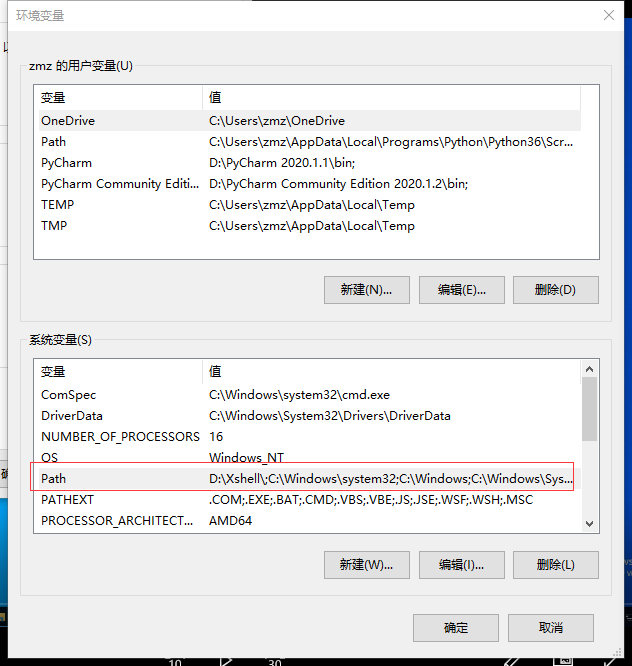 环境变量
zmz 的用户变量(U)
变量 值
OneDrive C:\Users\zmz\OneDrive
Path C:\Users\zmz\AppData\Local\Programs\Python\Python36\Scr...
PyCharm D:\PyCharm 2020.1.1\bin;
PyCharm Community Editi... D:\PyCharm Community Edition 2020.1.2\bin;
TEMP C:\Users\zmz\AppData\Local\Temp
TMP C:\Users\zmz\AppData\Local\Temp
新建(N)... 编辑(E)... 删除(D)
系统变量(S)
变量 值
ComSpec C:\Windows\system32\cmd.exe
DriverData C:\Windows\System32\Drivers\DriverData
NUMBER_OF_PROCESSORS 16
OS Windows_NT
Path D:\Xshell\;C:\Windows\system32;C:\Windows;C:\Windows\Sys...
PATHEXT .COM;.EXE;.BAT;.CMD;.VBS;.VBE;.JS;.JSE;.WSF;.WSH;.MSC
PROCESSOR_ARCHITECT... AMD64
新建(W)... 编辑(I)... 删除(L)
确定 取消
10 30